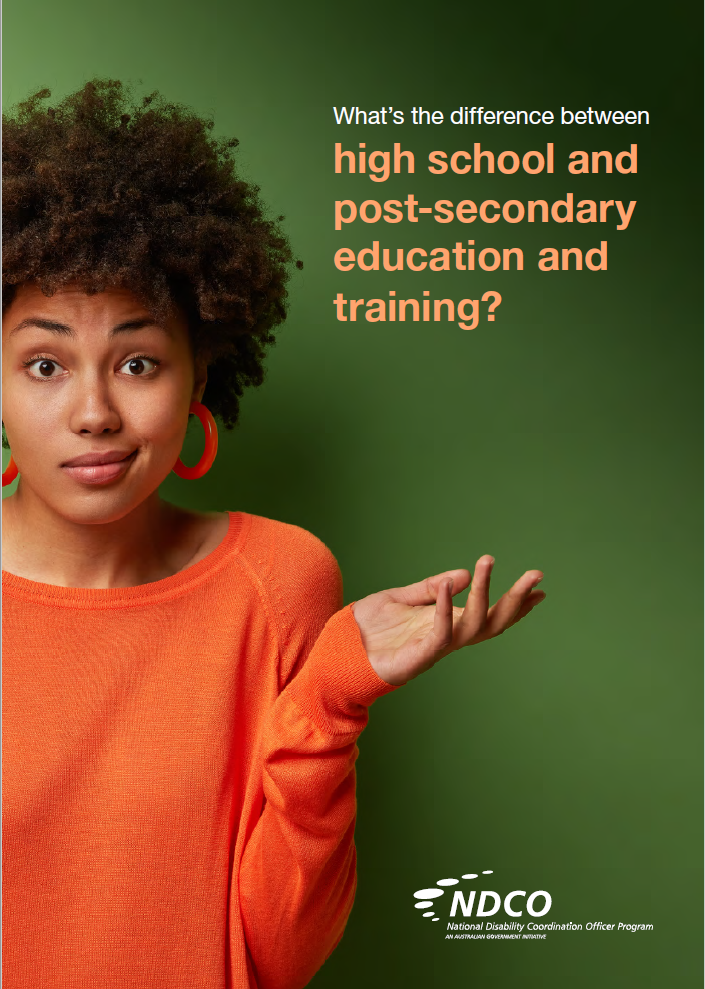 What’s the difference between
high school and
post-secondary
education and
training?
NDCO
National Disability Coordination Officer Program
AN AUSTRALIAN GOVERNMENT INITIATIVE